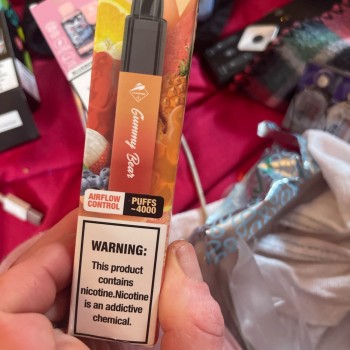 Gummy Bear
AIRFLOW
CONTROL
PUFFS
~4000
WARNING:
This product
contains
nicotine.Nicotine
is an addictive
chemical.